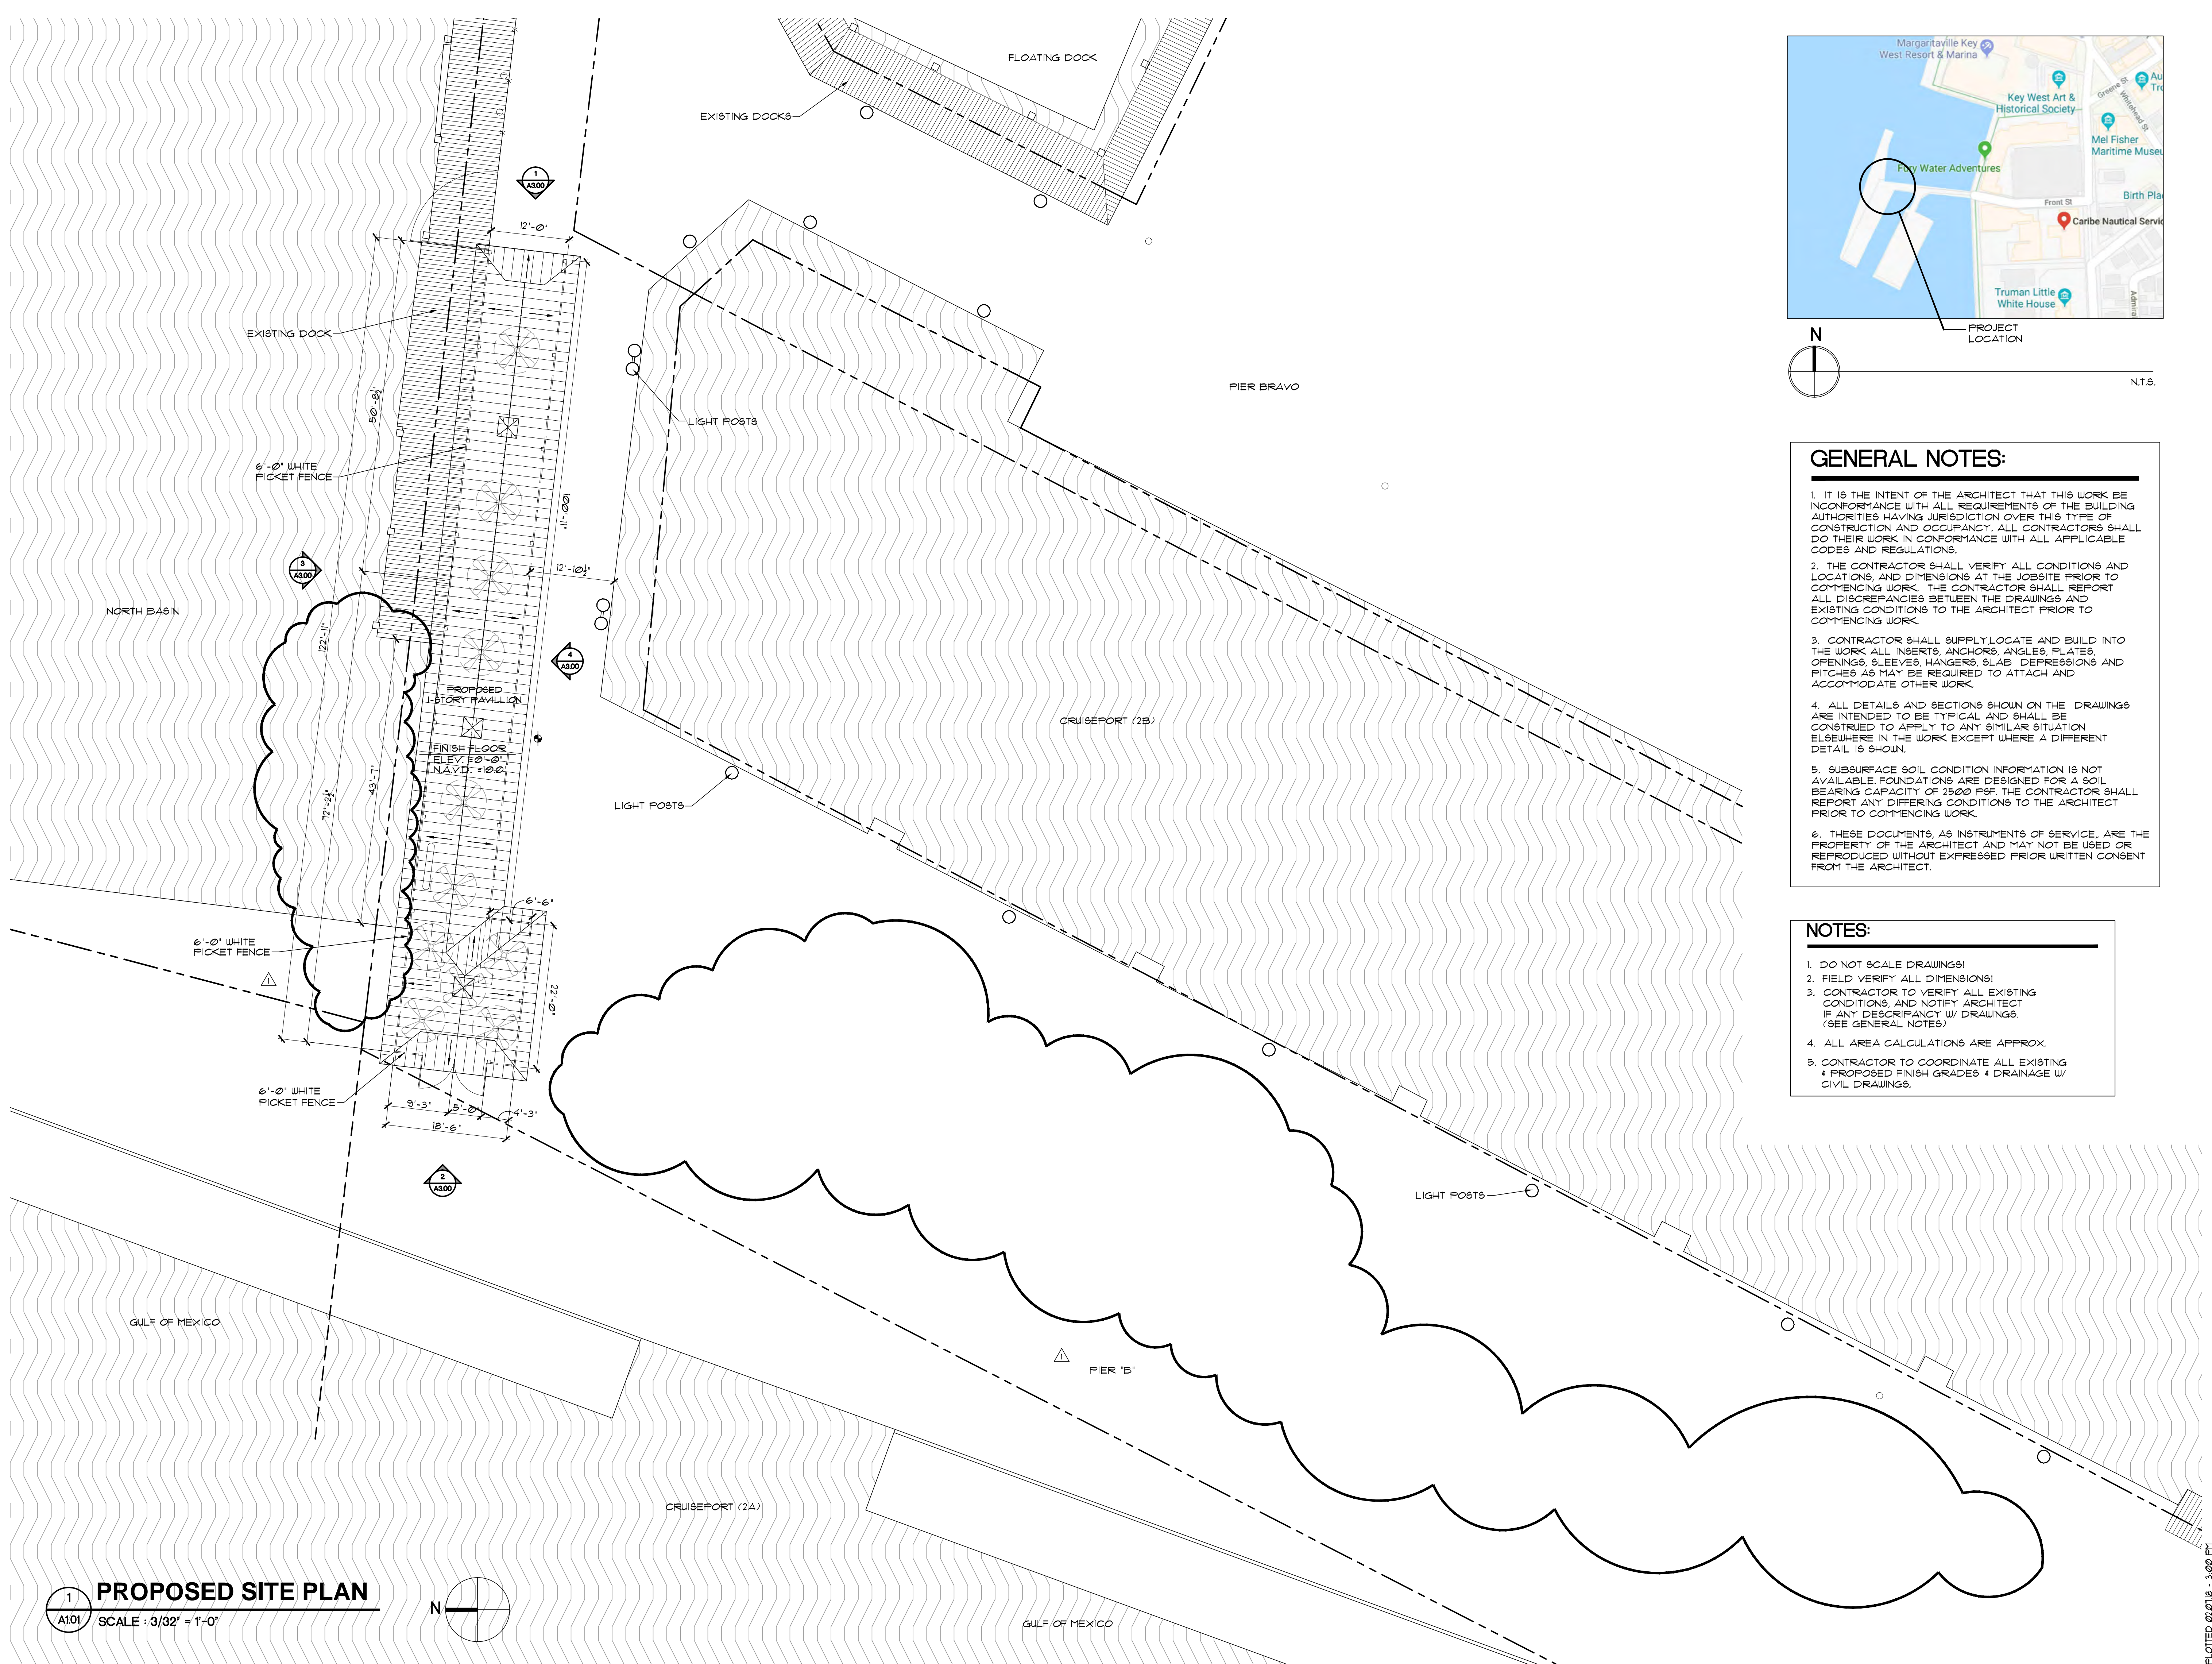 FLOATING DOCK
EXISTING DOCKS
1
A3.00
12'-0"
EXISTING DOCK
50'-8½"
LIGHT POSTS
PIER BRAVO
6'-0" WHITE
PICKET FENCE
100'-11"
12'-10½"
3
A3.00
NORTH BASIN
122'-11"
4
A3.00
PROPOSED
1-STORY PAVILLION
FINISH FLOOR
ELEV. =0'-0"
N.A.V.D. =10.0'
43'-7"
72'-2½"
CRUISEPORT (2B)
LIGHT POSTS
6'-6"
6'-0" WHITE
PICKET FENCE
1
22'-0"
6'-0" WHITE
PICKET FENCE
9'-3"
5'-0"
4'-3"
18'-6"
2
A3.00
LIGHT POSTS
GULF OF MEXICO
1
PIER "B"
CRUISEPORT (2A)
GULF OF MEXICO
1
A1.01
PROPOSED SITE PLAN
SCALE : 3/32" = 1'-0"
N
Margaritaville Key
West Resort & Marina
Key West Art &
Historical Society
Au
Tro
Greene St
Whitehead St
Mel Fisher
Maritime Museu
Fury Water Adventures
Birth Plac
Front St
Caribe Nautical Servic
Truman Little
White House
Admiral
PROJECT
LOCATION
N
N.T.S.
GENERAL NOTES:
1. IT IS THE INTENT OF THE ARCHITECT THAT THIS WORK BE
INCONFORMANCE WITH ALL REQUIREMENTS OF THE BUILDING
AUTHORITIES HAVING JURISDICTION OVER THIS TYPE OF
CONSTRUCTION AND OCCUPANCY. ALL CONTRACTORS SHALL
DO THEIR WORK IN CONFORMANCE WITH ALL APPLICABLE
CODES AND REGULATIONS.
2. THE CONTRACTOR SHALL VERIFY ALL CONDITIONS AND
LOCATIONS, AND DIMENSIONS AT THE JOBSITE PRIOR TO
COMMENCING WORK. THE CONTRACTOR SHALL REPORT
ALL DISCREPANCIES BETWEEN THE DRAWINGS AND
EXISTING CONDITIONS TO THE ARCHITECT PRIOR TO
COMMENCING WORK.
3. CONTRACTOR SHALL SUPPLY,LOCATE AND BUILD INTO
THE WORK ALL INSERTS, ANCHORS, ANGLES, PLATES,
OPENINGS, SLEEVES, HANGERS, SLAB DEPRESSIONS AND
PITCHES AS MAY BE REQUIRED TO ATTACH AND
ACCOMMODATE OTHER WORK.
4. ALL DETAILS AND SECTIONS SHOWN ON THE DRAWINGS
ARE INTENDED TO BE TYPICAL AND SHALL BE
CONSTRUED TO APPLY TO ANY SIMILAR SITUATION
ELSEWHERE IN THE WORK EXCEPT WHERE A DIFFERENT
DETAIL IS SHOWN.
5. SUBSURFACE SOIL CONDITION INFORMATION IS NOT
AVAILABLE. FOUNDATIONS ARE DESIGNED FOR A SOIL
BEARING CAPACITY OF 2500 PSF. THE CONTRACTOR SHALL
REPORT ANY DIFFERING CONDITIONS TO THE ARCHITECT
PRIOR TO COMMENCING WORK.
6. THESE DOCUMENTS, AS INSTRUMENTS OF SERVICE,, ARE THE
PROPERTY OF THE ARCHITECT AND MAY NOT BE USED OR
REPRODUCED WITHOUT EXPRESSED PRIOR WRITTEN CONSENT
FROM THE ARCHITECT.
NOTES:
1. DO NOT SCALE DRAWINGS!
2. FIELD VERIFY ALL DIMENSIONS!
3. CONTRACTOR TO VERIFY ALL EXISTING
CONDITIONS, AND NOTIFY ARCHITECT
IF ANY DESCRIPANCY W/ DRAWINGS.
(SEE GENERAL NOTES)
4. ALL AREA CALCULATIONS ARE APPROX.
5. CONTRACTOR TO COORDINATE ALL EXISTING
& PROPOSED FINISH GRADES & DRAINAGE W/
CIVIL DRAWINGS.
PLOTTED 02.07.18 - 3:00 PM